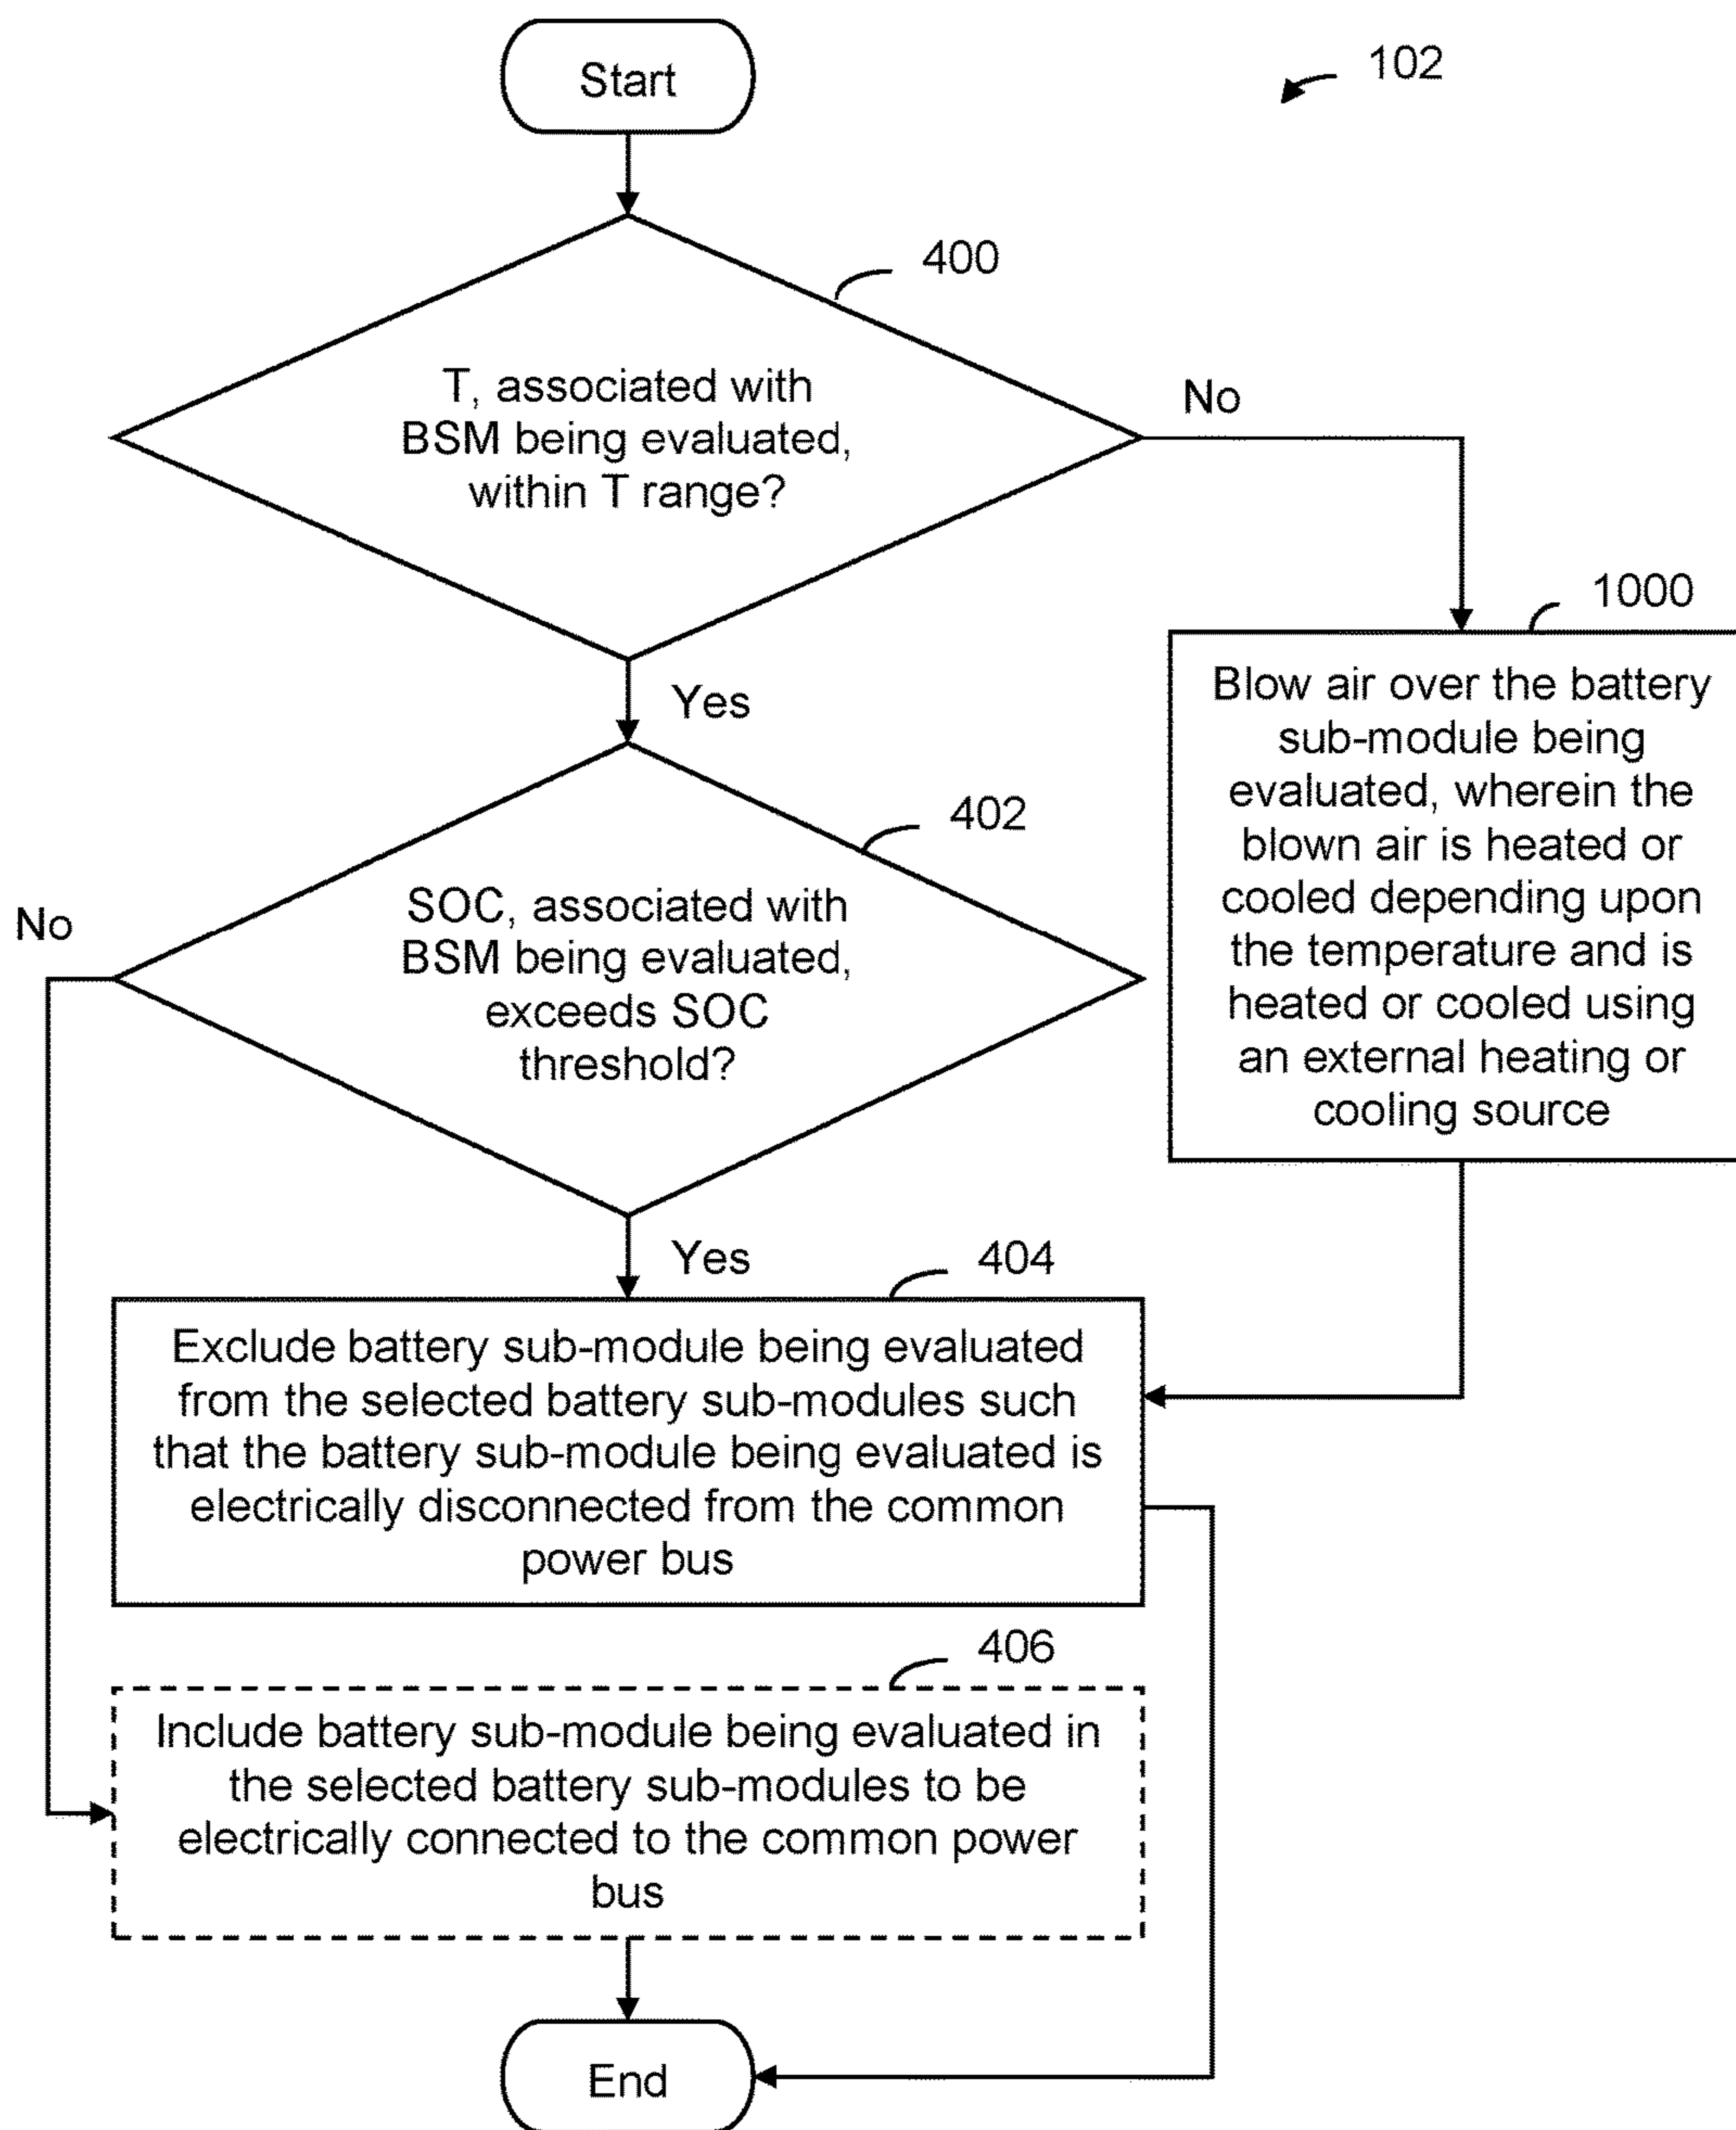 Start
102
400
T, associated with
BSM being evaluated,
within T range?
No
1000
Blow air over the battery
sub-module being
evaluated, wherein the
blown air is heated or
cooled depending upon
the temperature and is
heated or cooled using
an external heating or
cooling source
Yes
402
SOC, associated with
BSM being evaluated,
exceeds SOC
threshold?
No
Yes
404
Exclude battery sub-module being evaluated
from the selected battery sub-modules such
that the battery sub-module being evaluated is
electrically disconnected from the common
power bus
406
Include battery sub-module being evaluated in
the selected battery sub-modules to be
electrically connected to the common power
bus
End